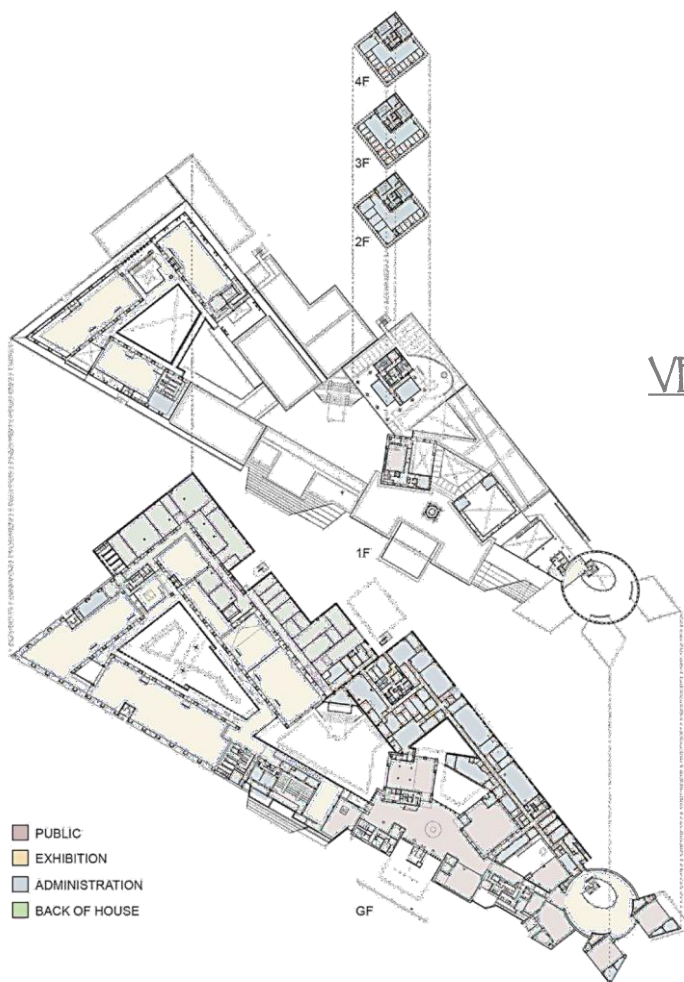 4F
3F
2F
1F
PUBLIC
EXHIBITION
ADMINISTRATION
BACK OF HOUSE
GF